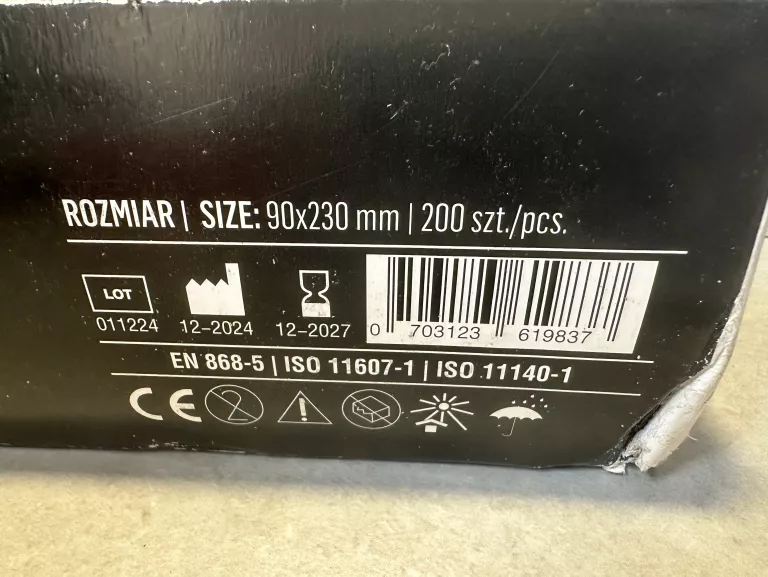 ROZMIAR | SIZE: 90x230 mm | 200 szt./pcs.
LOT
011224 12-2024 12-2027
0 703123 619837
EN 868-5 | ISO 11607-1 | ISO 11140-1
CE 2